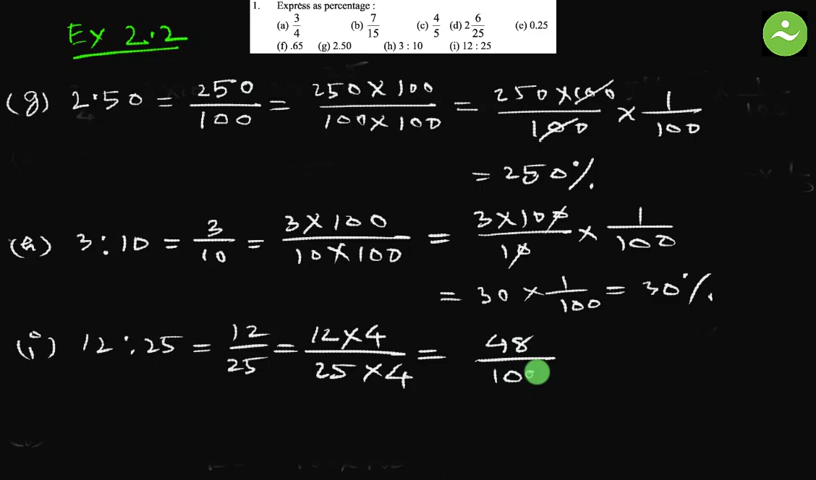 1. Express as percentage :
(a) 3/4 (b) 7/15 (c) 4/5 (d) 2 6/25 (e) 0.25
(f) .65 (g) 2.50 (h) 3 : 10 (i) 12 : 25
Ex 2.2
(g) 2.50 = 250/100 = 250×100/100×100 = 250×100/100 × 1/100
= 250%
(h) 3:10 = 3/10 = 3×100/10×100 = 3×100/10 × 1/100
= 30 × 1/100 = 30%
(i) 12:25 = 12/25 = 12×4/25×4 = 48/100